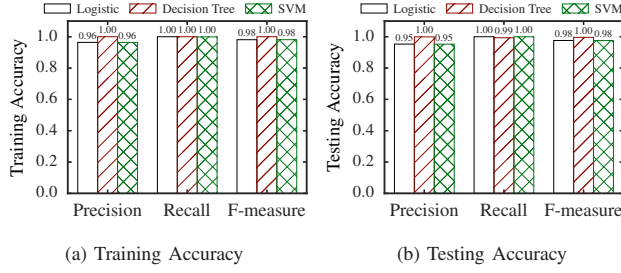 Logistic Decision Tree SVM
0.96 1.00 0.96 1.00 1.00 1.00 0.98 1.00 0.98
1.0
0.8
0.6
0.4
0.2
0.0
Training Accuracy
Precision Recall F-measure
(a) Training Accuracy
Logistic Decision Tree SVM
0.95 1.00 0.95 1.00 0.99 1.00 0.98 1.00 0.98
1.0
0.8
0.6
0.4
0.2
0.0
Testing Accuracy
Precision Recall F-measure
(b) Testing Accuracy